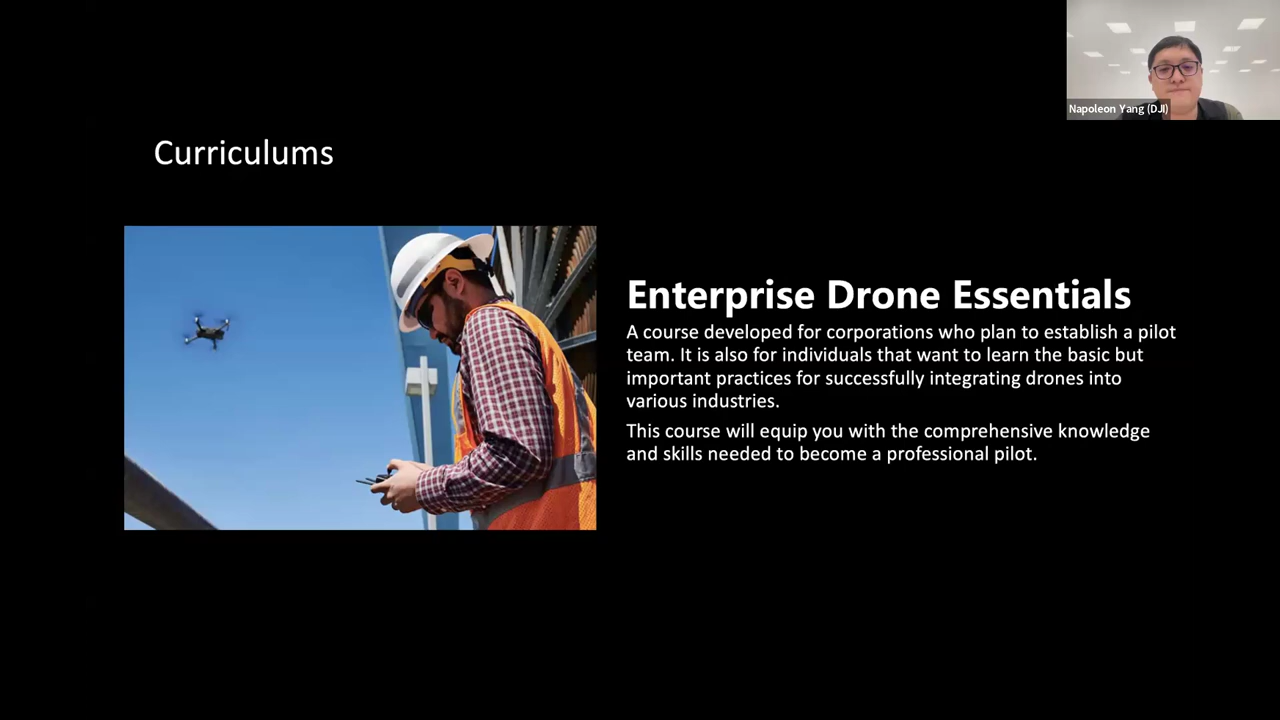 Napoleon Yang (DJI)
Curriculums
Enterprise Drone Essentials
A course developed for corporations who plan to establish a pilot
team. It is also for individuals that want to learn the basic but
important practices for successfully integrating drones into
various industries.
This course will equip you with the comprehensive knowledge
and skills needed to become a professional pilot.